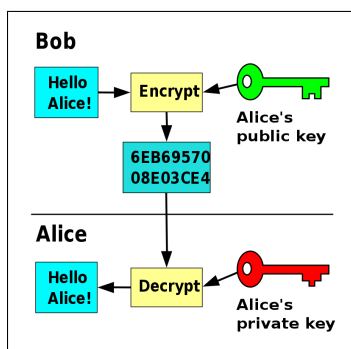 Bob
Hello
Alice!
Encrypt
Alice's
public key
6EB69570
08E03CE4
Alice
Hello
Alice!
Decrypt
Alice's
private key